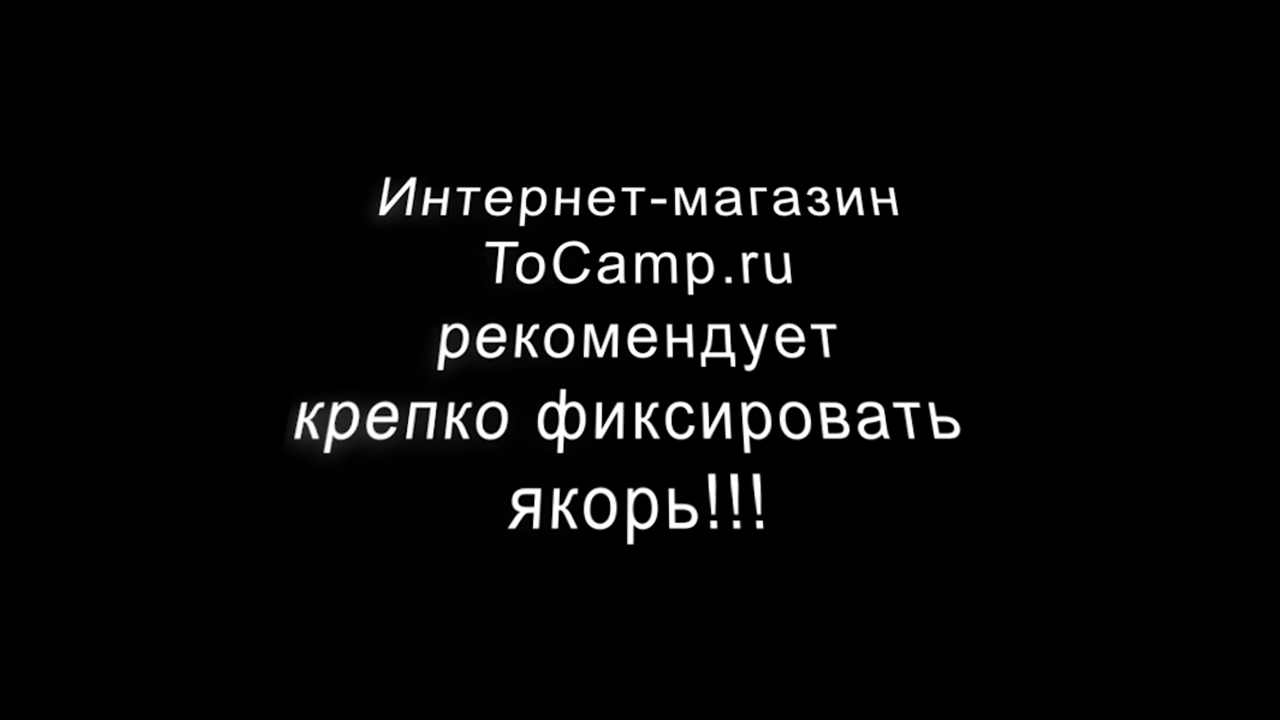 Интернет-магазин
ToCamp.ru
рекомендует
крепко фиксировать
якорь!!!